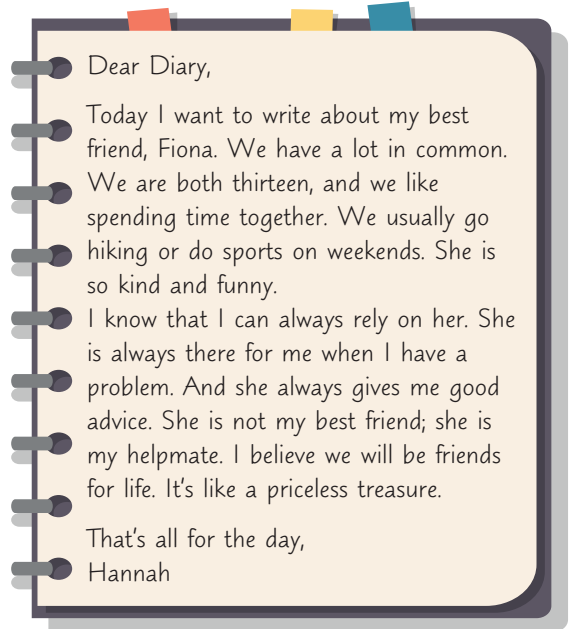 Dear Diary,
Today I want to write about my best
friend, Fiona. We have a lot in common.
We are both thirteen, and we like
spending time together. We usually go
hiking or do sports on weekends. She is
so kind and funny.
I know that I can always rely on her. She
is always there for me when I have a
problem. And she always gives me good
advice. She is not my best friend; she is
my helpmate. I believe we will be friends
for life. It's like a priceless treasure.
That's all for the day,
Hannah